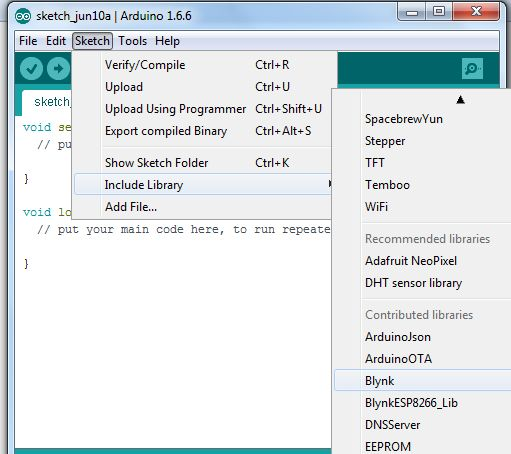 sketch_jun10a | Arduino 1.6.6
File Edit Sketch Tools Help
Verify/Compile Ctrl+R
Upload Ctrl+U
Upload Using Programmer Ctrl+Shift+U
Export compiled Binary Ctrl+Alt+S
Show Sketch Folder Ctrl+K
Include Library
Add File...
sketch_
void se
// pu
}
void lo
// put your main code here, to run repeate
}
SpacebrewYun
Stepper
TFT
Temboo
WiFi
Recommended libraries
Adafruit NeoPixel
DHT sensor library
Contributed libraries
ArduinoJson
ArduinoOTA
Blynk
BlynkESP8266_Lib
DNSServer
EEPROM